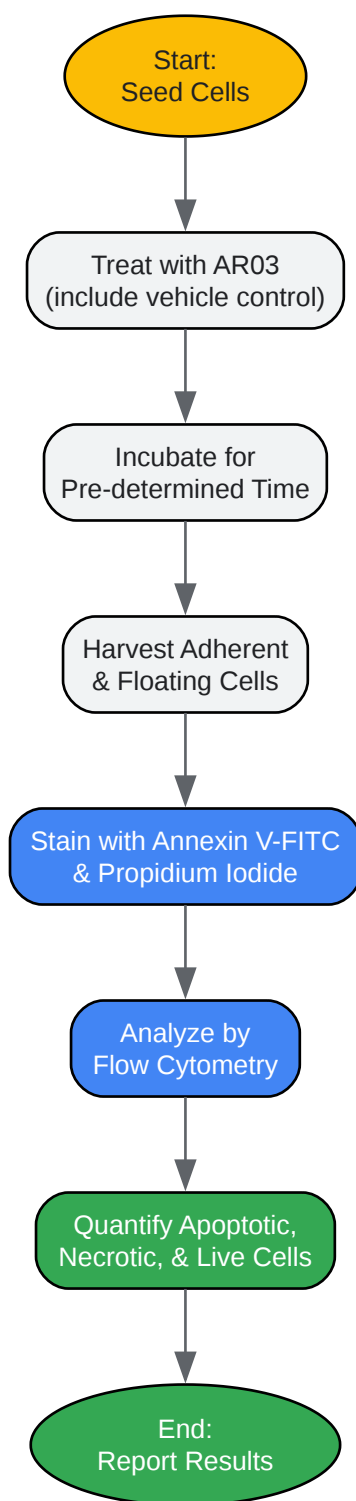 Start:
Seed Cells
Treat with AR03
(include vehicle control)
Incubate for
Pre-determined Time
Harvest Adherent
& Floating Cells
Stain with Annexin V-FITC
& Propidium Iodide
Analyze by
Flow Cytometry
Quantify Apoptotic,
Necrotic, & Live Cells
End:
Report Results